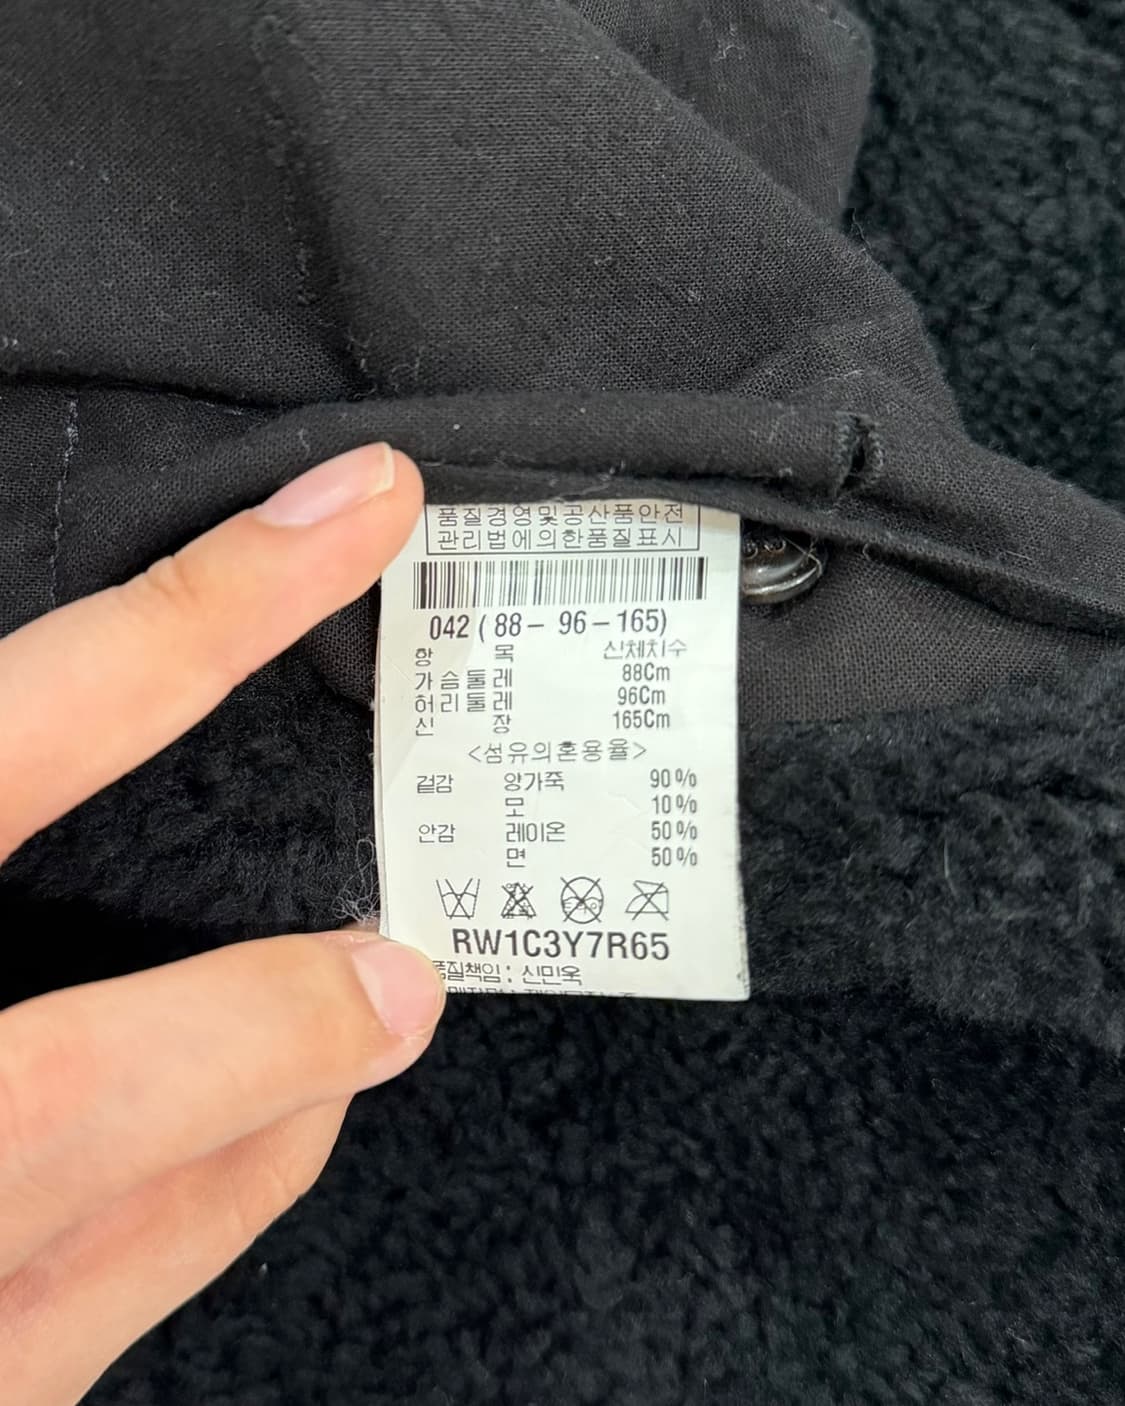 품질경영및공산품안전
관리법에의한품질표시
042 ( 88 - 96 - 165)
항 목 신체치수
가슴둘레 88Cm
허리둘레 96Cm
신 장 165Cm
<섬유의혼용율>
겉감 양가죽 90%
모 10%
안감 레이온 50%
면 50%
RW1C3Y7R65
품질책임 : 신민욱